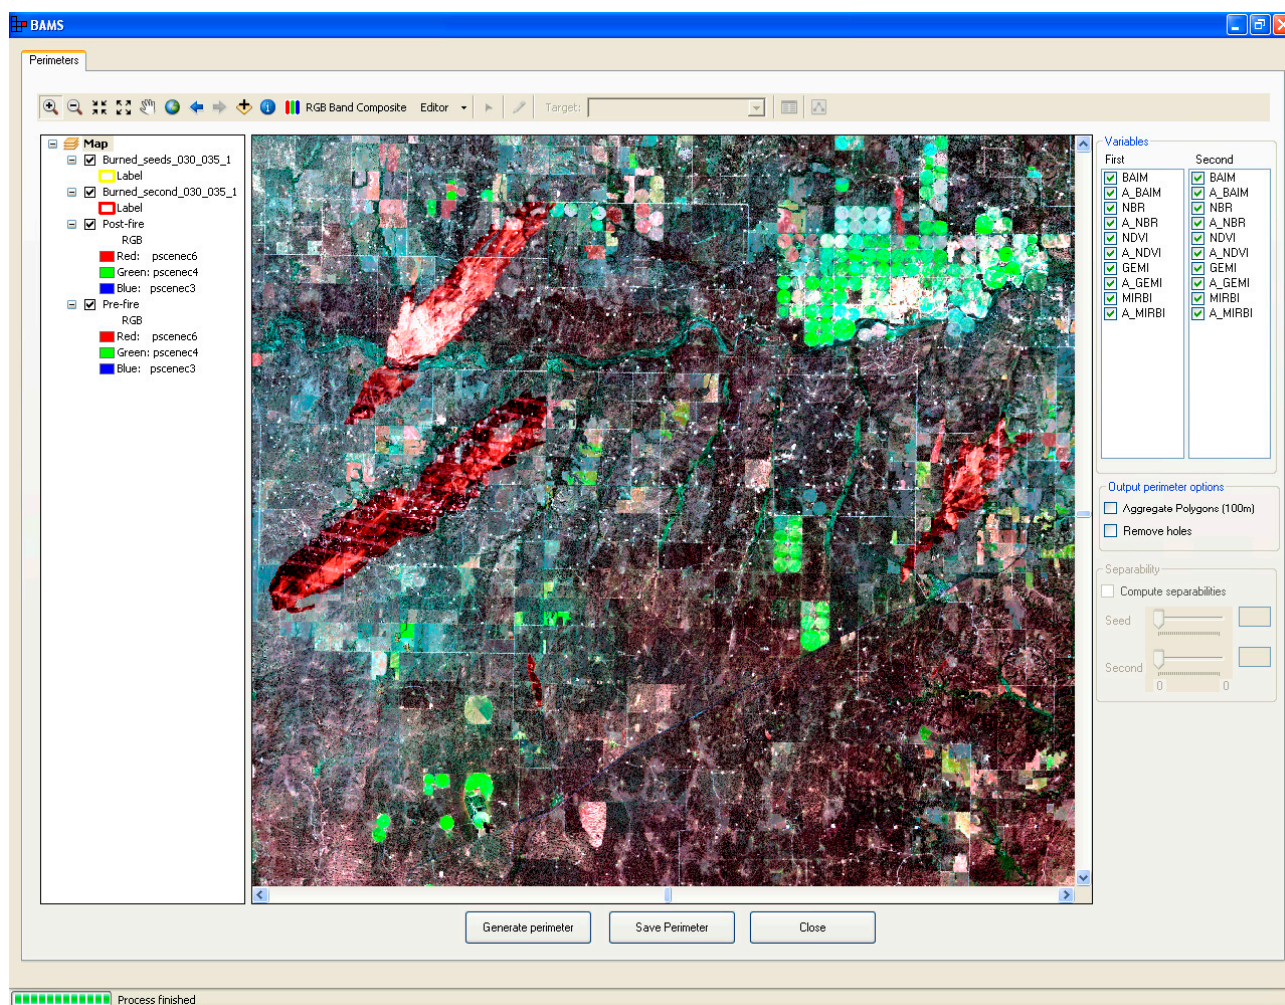 BAMS
Perimeters
RGB Band Composite Editor Target:
Map
Burned_seeds_030_035_1
Label
Burned_second_030_035_1
Label
Post-fire
RGB
Red: pscenec6
Green: pscenec4
Blue: pscenec3
Pre-fire
RGB
Red: pscenec6
Green: pscenec4
Blue: pscenec3
Variables
First Second
BAIM BAIM
A_BAIM A_BAIM
NBR NBR
A_NBR A_NBR
NDVI NDVI
A_NDVI A_NDVI
GEMI GEMI
A_GEMI A_GEMI
MIRBI MIRBI
A_MIRBI A_MIRBI
Output perimeter options
Aggregate Polygons (100m)
Remove holes
Separability
Compute separabilities
Seed
Second
0 0
Generate perimeter Save Perimeter Close
Process finished